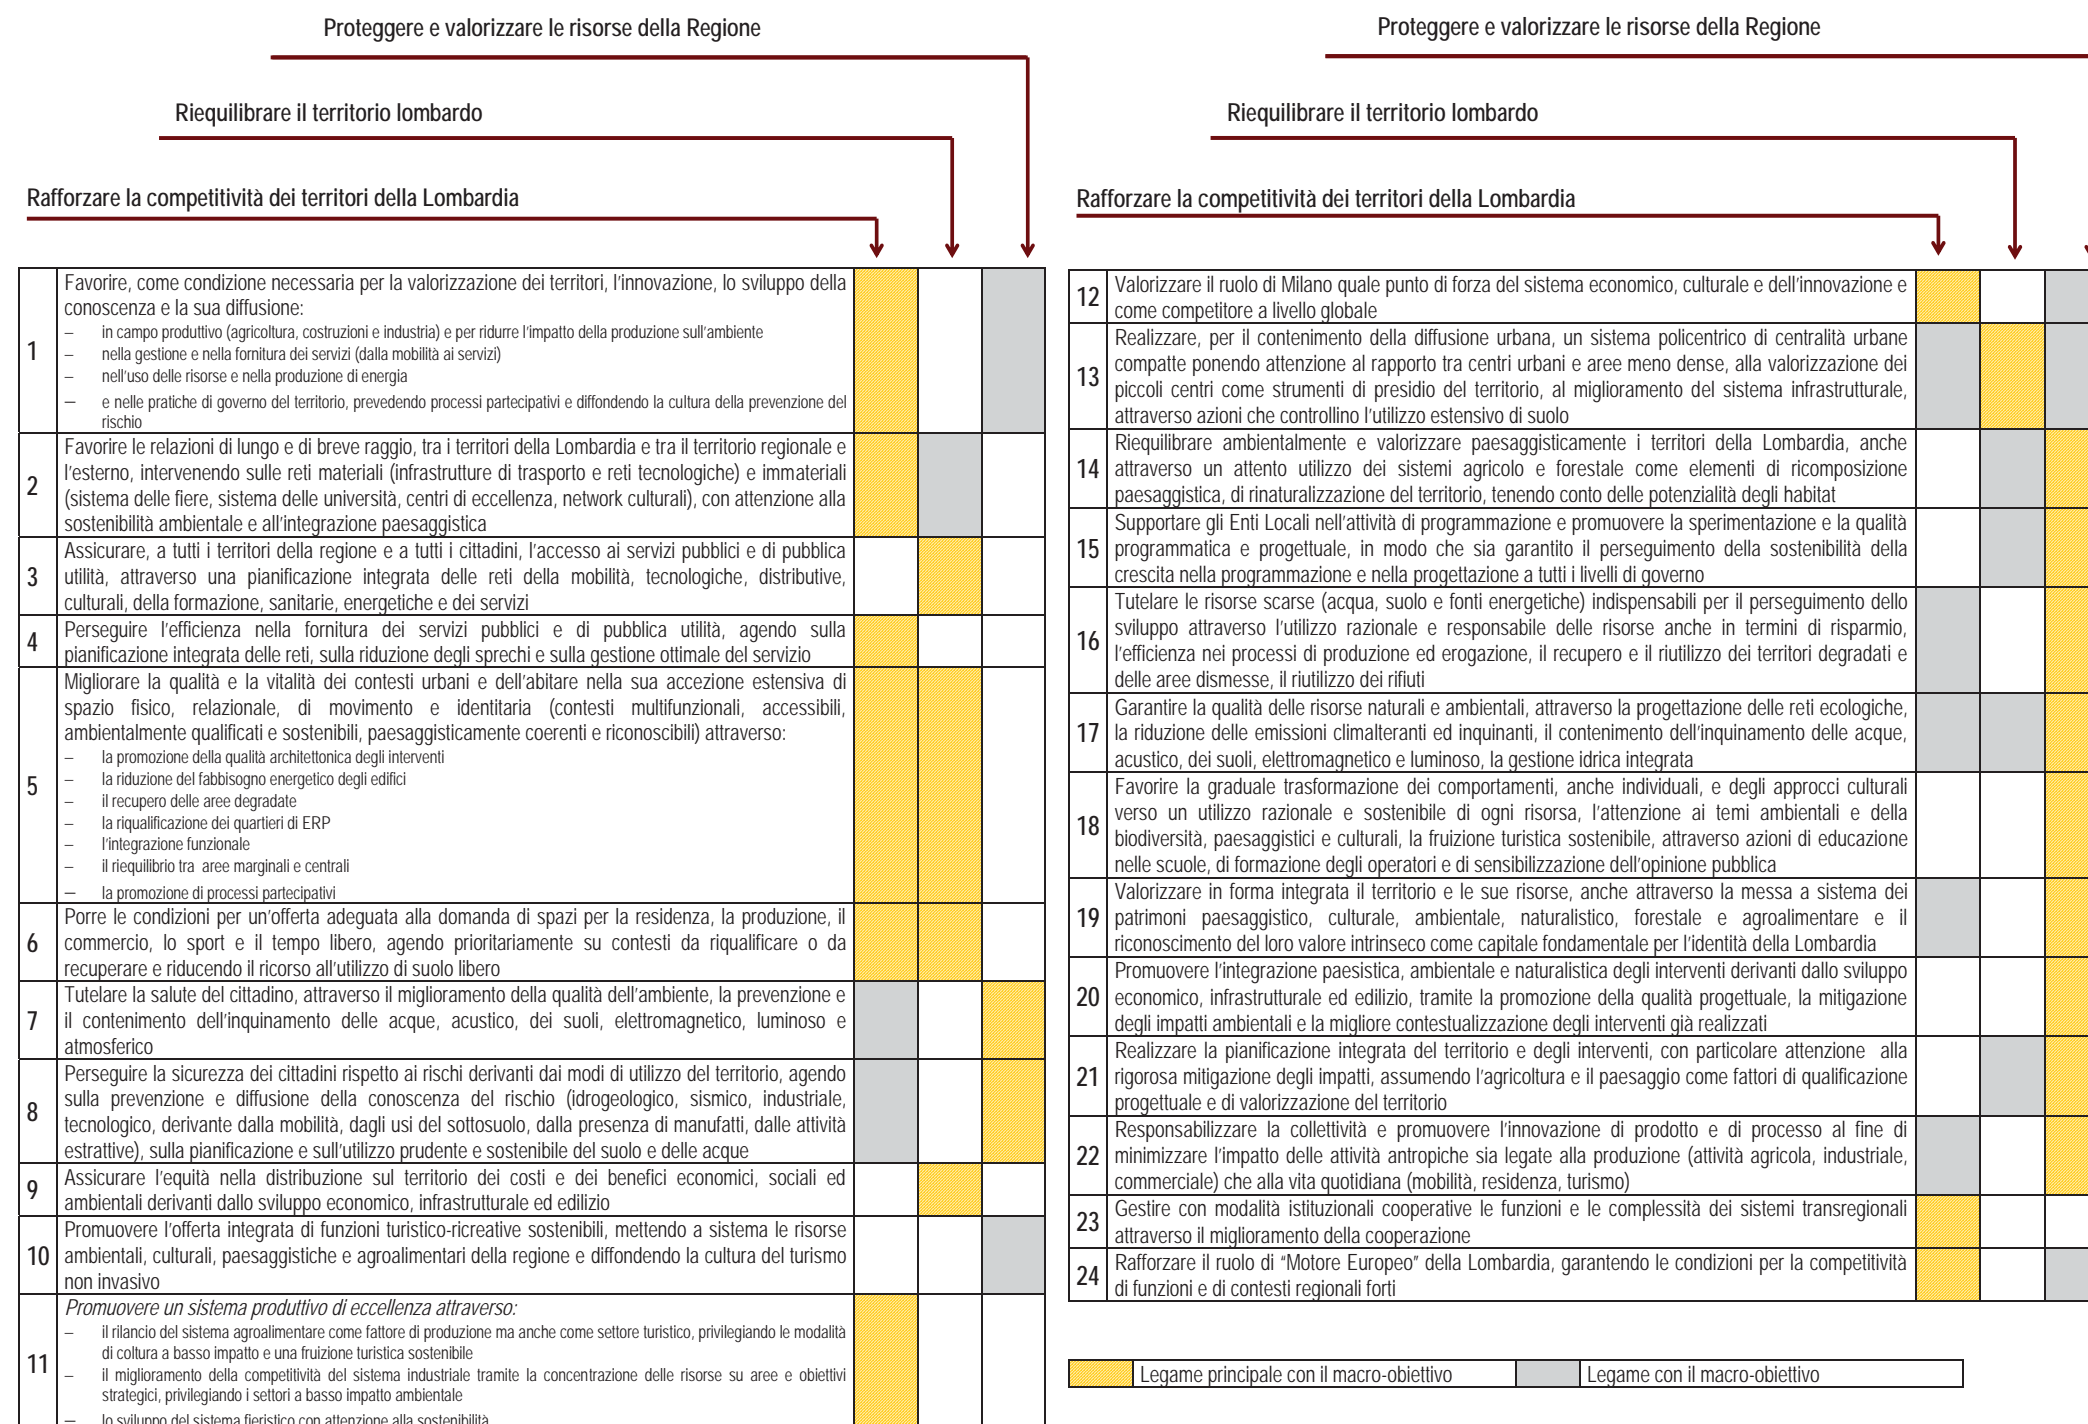 Proteggere e valorizzare le risorse della Regione
Riequilibrare il territorio lombardo
Rafforzare la competitività dei territori della Lombardia
1
Favorire, come condizione necessaria per la valorizzazione dei territori, l'innovazione, lo sviluppo della
conoscenza e la sua diffusione:
– in campo produttivo (agricoltura, costruzioni e industria) e per ridurre l'impatto della produzione sull'ambiente
– nella gestione e nella fornitura dei servizi (dalla mobilità ai servizi)
– nell'uso delle risorse e nella produzione di energia
– e nelle pratiche di governo del territorio, prevedendo processi partecipativi e diffondendo la cultura della prevenzione del
rischio
2
Favorire le relazioni di lungo e di breve raggio, tra i territori della Lombardia e tra il territorio regionale e
l'esterno, intervenendo sulle reti materiali (infrastrutture di trasporto e reti tecnologiche) e immateriali
(sistema delle fiere, sistema delle università, centri di eccellenza, network culturali), con attenzione alla
sostenibilità ambientale e all'integrazione paesaggistica
3
Assicurare, a tutti i territori della regione e a tutti i cittadini, l'accesso ai servizi pubblici e di pubblica
utilità, attraverso una pianificazione integrata delle reti della mobilità, tecnologiche, distributive,
culturali, della formazione, sanitarie, energetiche e dei servizi
4
Perseguire l'efficienza nella fornitura dei servizi pubblici e di pubblica utilità, agendo sulla
pianificazione integrata delle reti, sulla riduzione degli sprechi e sulla gestione ottimale del servizio
5
Migliorare la qualità e la vitalità dei contesti urbani e dell'abitare nella sua accezione estensiva di
spazio fisico, relazionale, di movimento e identitaria (contesti multifunzionali, accessibili,
ambientalmente qualificati e sostenibili, paesaggisticamente coerenti e riconoscibili) attraverso:
– la promozione della qualità architettonica degli interventi
– la riduzione del fabbisogno energetico degli edifici
– il recupero delle aree degradate
– la riqualificazione dei quartieri di ERP
– l'integrazione funzionale
– il riequilibrio tra aree marginali e centrali
– la promozione di processi partecipativi
6
Porre le condizioni per un'offerta adeguata alla domanda di spazi per la residenza, la produzione, il
commercio, lo sport e il tempo libero, agendo prioritariamente su contesti da riqualificare o da
recuperare e riducendo il ricorso all'utilizzo di suolo libero
7
Tutelare la salute del cittadino, attraverso il miglioramento della qualità dell'ambiente, la prevenzione e
il contenimento dell'inquinamento delle acque, acustico, dei suoli, elettromagnetico, luminoso e
atmosferico
8
Perseguire la sicurezza dei cittadini rispetto ai rischi derivanti dai modi di utilizzo del territorio, agendo
sulla prevenzione e diffusione della conoscenza del rischio (idrogeologico, sismico, industriale,
tecnologico, derivante dalla mobilità, dagli usi del sottosuolo, dalla presenza di manufatti, dalle attività
estrattive), sulla pianificazione e sull'utilizzo prudente e sostenibile del suolo e delle acque
9
Assicurare l'equità nella distribuzione sul territorio dei costi e dei benefici economici, sociali ed
ambientali derivanti dallo sviluppo economico, infrastrutturale ed edilizio
10
Promuovere l'offerta integrata di funzioni turistico-ricreative sostenibili, mettendo a sistema le risorse
ambientali, culturali, paesaggistiche e agroalimentari della regione e diffondendo la cultura del turismo
non invasivo
11
Promuovere un sistema produttivo di eccellenza attraverso:
– il rilancio del sistema agroalimentare come fattore di produzione ma anche come settore turistico, privilegiando le modalità
di coltura a basso impatto e una fruizione turistica sostenibile
– il miglioramento della competitività del sistema industriale tramite la concentrazione delle risorse su aree e obiettivi
strategici, privilegiando i settori a basso impatto ambientale
– lo sviluppo del sistema fieristico con attenzione alla sostenibilità
Proteggere e valorizzare le risorse della Regione
Riequilibrare il territorio lombardo
Rafforzare la competitività dei territori della Lombardia
12
Valorizzare il ruolo di Milano quale punto di forza del sistema economico, culturale e dell'innovazione e
come competitore a livello globale
13
Realizzare, per il contenimento della diffusione urbana, un sistema policentrico di centralità urbane
compatte ponendo attenzione al rapporto tra centri urbani e aree meno dense, alla valorizzazione dei
piccoli centri come strumenti di presidio del territorio, al miglioramento del sistema infrastrutturale,
attraverso azioni che controllino l'utilizzo estensivo di suolo
14
Riequilibrare ambientalmente e valorizzare paesaggisticamente i territori della Lombardia, anche
attraverso un attento utilizzo dei sistemi agricolo e forestale come elementi di ricomposizione
paesaggistica, di rinaturalizzazione del territorio, tenendo conto delle potenzialità degli habitat
15
Supportare gli Enti Locali nell'attività di programmazione e promuovere la sperimentazione e la qualità
programmatica e progettuale, in modo che sia garantito il perseguimento della sostenibilità della
crescita nella programmazione e nella progettazione a tutti i livelli di governo
16
Tutelare le risorse scarse (acqua, suolo e fonti energetiche) indispensabili per il perseguimento dello
sviluppo attraverso l'utilizzo razionale e responsabile delle risorse anche in termini di risparmio,
l'efficienza nei processi di produzione ed erogazione, il recupero e il riutilizzo dei territori degradati e
delle aree dismesse, il riutilizzo dei rifiuti
17
Garantire la qualità delle risorse naturali e ambientali, attraverso la progettazione delle reti ecologiche,
la riduzione delle emissioni climalteranti ed inquinanti, il contenimento dell'inquinamento delle acque,
acustico, dei suoli, elettromagnetico e luminoso, la gestione idrica integrata
18
Favorire la graduale trasformazione dei comportamenti, anche individuali, e degli approcci culturali
verso un utilizzo razionale e sostenibile di ogni risorsa, l'attenzione ai temi ambientali e della
biodiversità, paesaggistici e culturali, la fruizione turistica sostenibile, attraverso azioni di educazione
nelle scuole, di formazione degli operatori e di sensibilizzazione dell'opinione pubblica
19
Valorizzare in forma integrata il territorio e le sue risorse, anche attraverso la messa a sistema dei
patrimoni paesaggistico, culturale, ambientale, naturalistico, forestale e agroalimentare e il
riconoscimento del loro valore intrinseco come capitale fondamentale per l'identità della Lombardia
20
Promuovere l'integrazione paesistica, ambientale e naturalistica degli interventi derivanti dallo sviluppo
economico, infrastrutturale ed edilizio, tramite la promozione della qualità progettuale, la mitigazione
degli impatti ambientali e la migliore contestualizzazione degli interventi già realizzati
21
Realizzare la pianificazione integrata del territorio e degli interventi, con particolare attenzione alla
rigorosa mitigazione degli impatti, assumendo l'agricoltura e il paesaggio come fattori di qualificazione
progettuale e di valorizzazione del territorio
22
Responsabilizzare la collettività e promuovere l'innovazione di prodotto e di processo al fine di
minimizzare l'impatto delle attività antropiche sia legate alla produzione (attività agricola, industriale,
commerciale) che alla vita quotidiana (mobilità, residenza, turismo)
23
Gestire con modalità istituzionali cooperative le funzioni e le complessità dei sistemi transregionali
attraverso il miglioramento della cooperazione
24
Rafforzare il ruolo di "Motore Europeo" della Lombardia, garantendo le condizioni per la competitività
di funzioni e di contesti regionali forti
Legame principale con il macro-obiettivo
Legame con il macro-obiettivo